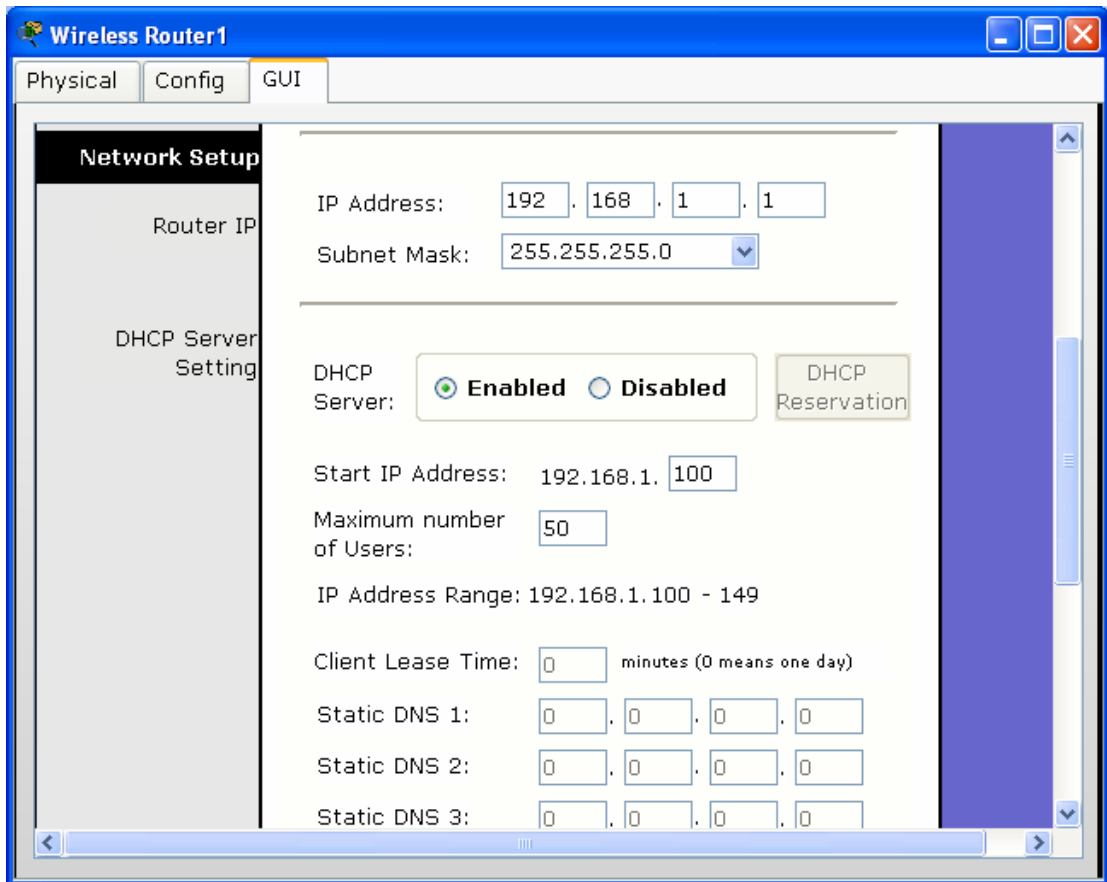 Wireless Router1
Physical Config GUI
Network Setup
Router IP
IP Address: 192 . 168 . 1 . 1
Subnet Mask: 255.255.255.0
DHCP Server
Setting
DHCP
Server:
Enabled Disabled
DHCP
Reservation
Start IP Address: 192.168.1. 100
Maximum number
of Users:
50
IP Address Range: 192.168.1.100 - 149
Client Lease Time: 0 minutes (0 means one day)
Static DNS 1: 0 . 0 . 0 . 0
Static DNS 2: 0 . 0 . 0 . 0
Static DNS 3: 0 . 0 . 0 . 0